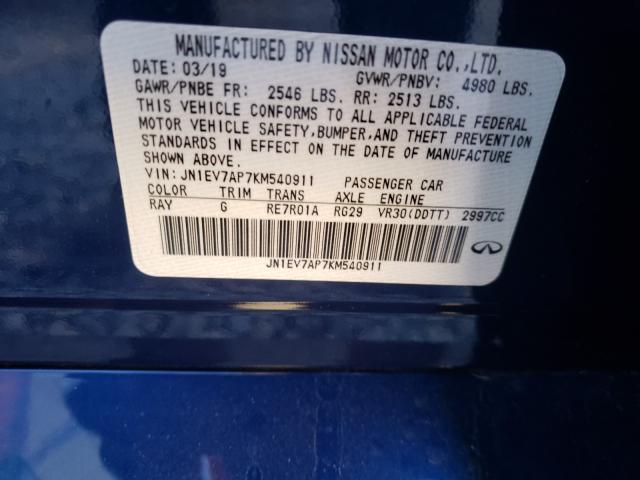 MANUFACTURED BY NISSAN MOTOR CO.,LTD.
DATE: 03/19 GVWR/PNBV: 4980 LBS.
GAWR/PNBE FR: 2546 LBS. RR: 2513 LBS.
THIS VEHICLE CONFORMS TO ALL APPLICABLE FEDERAL
MOTOR VEHICLE SAFETY,BUMPER,AND THEFT PREVENTION
STANDARDS IN EFFECT ON THE DATE OF MANUFACTURE
SHOWN ABOVE.
VIN: JN1EV7AP7KM540911 PASSENGER CAR
COLOR TRIM TRANS AXLE ENGINE
RAY G RE7R01A RG29 VR30(DDTT) 2997CC
JN1EV7AP7KM540911